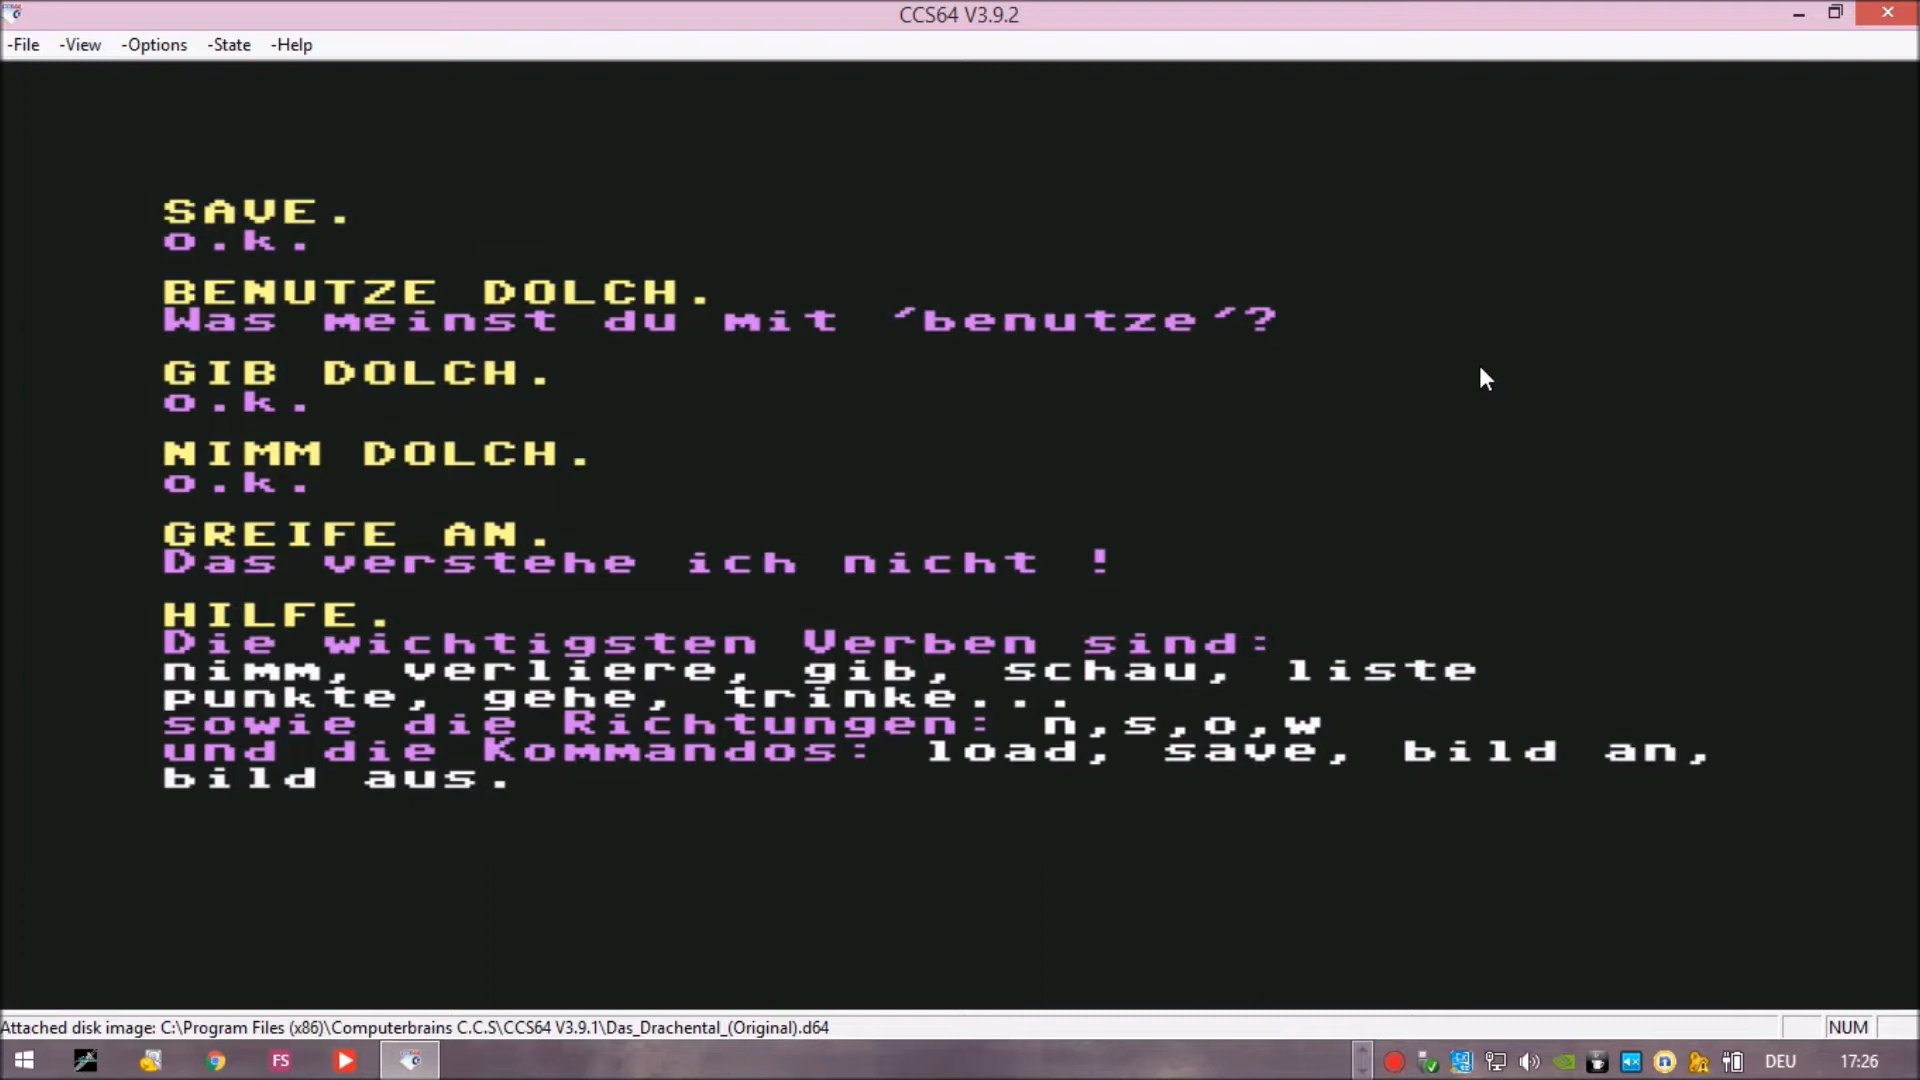 CCS64 V3.9.2
-File -View -Options -State -Help
SAVE.
o.k.
BENUTZE DOLCH.
Was meinst du mit ´benutze´?
GIB DOLCH.
o.k.
NIMM DOLCH.
o.k.
GREIFE AN.
Das verstehe ich nicht !
HILFE.
Die wichtigsten Verben sind:
nimm, verliere, gib, schau, liste
punkte, gehe, trinke...
sowie die Richtungen: n,s,o,w
und die Kommandos: load, save, bild an,
bild aus.
Attached disk image: C:\Program Files (x86)\Computerbrains C.C.S\CCS64 V3.9.1\Das_Drachental_(Original).d64
NUM
FS
DEU
17:26